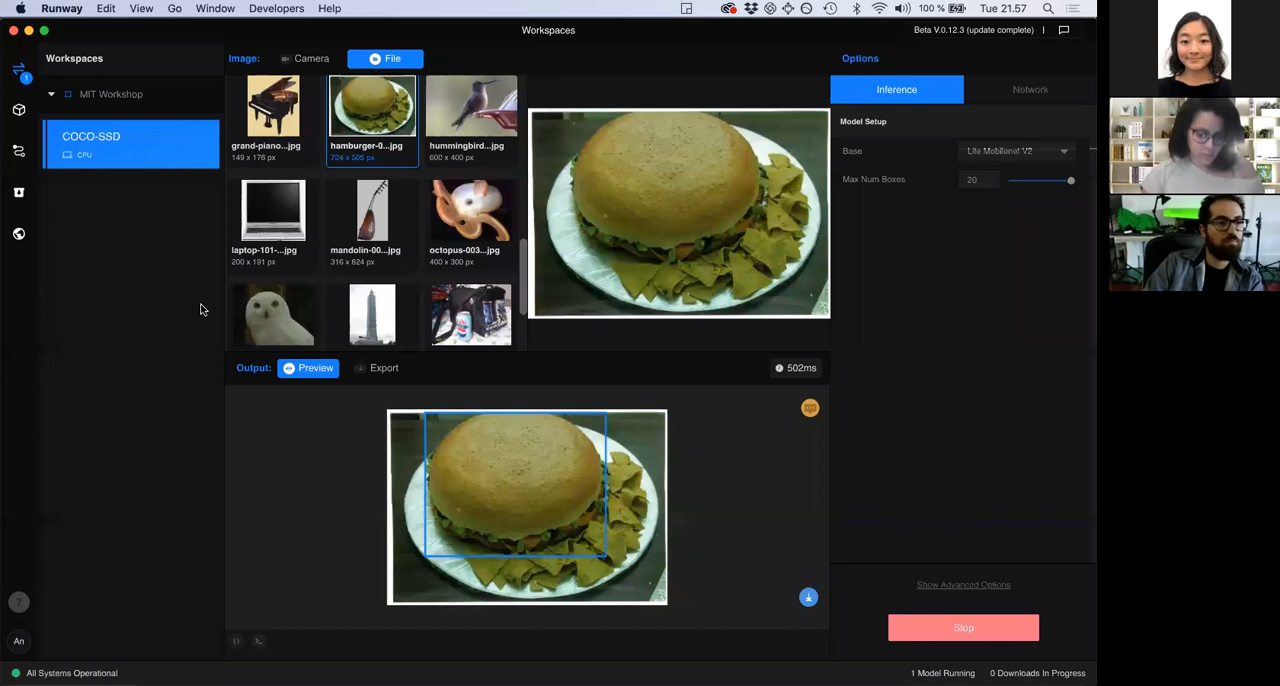 Runway File Edit View Go Window Developers Help 100 % Tue 21.57
Workspaces
Beta V.0.12.3 (update complete)
Workspaces
Image: Camera File
Options
1
MIT Workshop
Inference Network
COCO-SSD
CPU
grand-piano...jpg hamburger-0...jpg hummingbird...jpg
149 x 176 px 724 x 505 px 600 x 400 px
Model Setup
Base Lite Mobilenet V2
Max Num Boxes 20
laptop-101-...jpg mandolin-00...jpg octopus-003...jpg
200 x 191 px 316 x 624 px 400 x 300 px
Output: Preview Export 502ms
Show Advanced Options
Stop
?
An
All Systems Operational
1 Model Running 0 Downloads In Progress